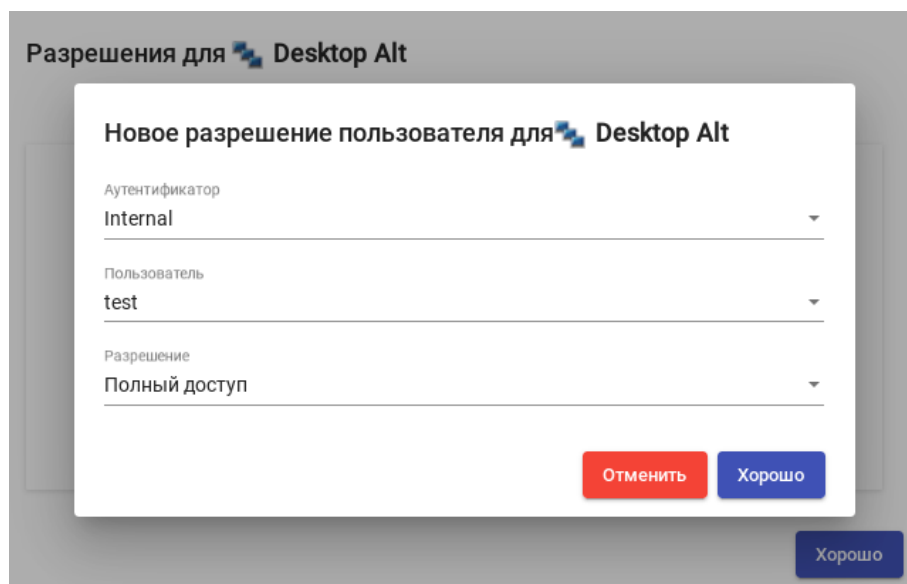 Разрешения для Desktop Alt
Новое разрешение пользователя для Desktop Alt
Аутентификатор
Internal
Пользователь
test
Разрешение
Полный доступ
Отменить Хорошо
Хорошо